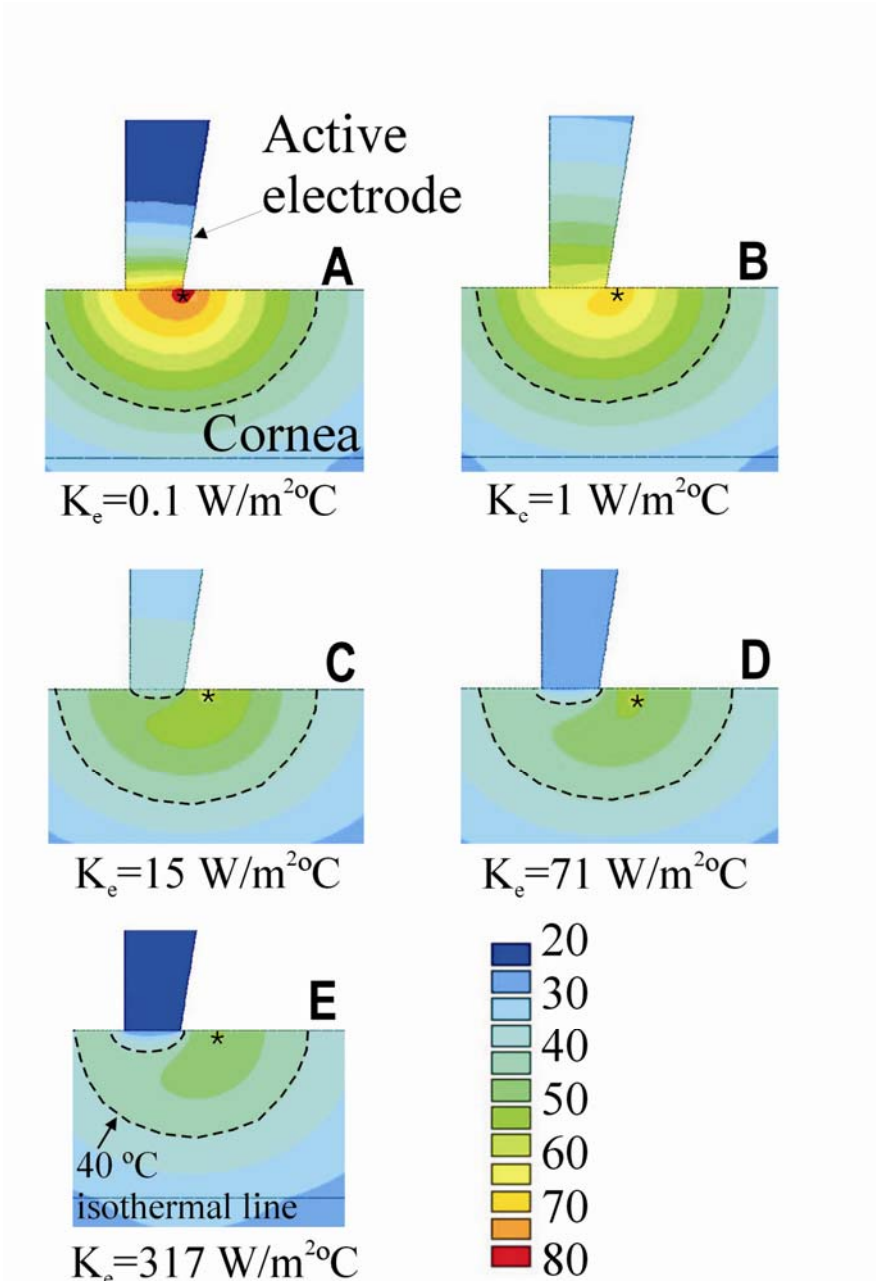 Active
electrode
A
B
*
*
Cornea
Kₑ=0.1 W/m²ºC
K꜀=1 W/m²ºC
C
D
*
*
Kₑ=15 W/m²ºC
Kₑ=71 W/m²ºC
E
*
40 ºC
isothermal line
20
30
40
50
60
70
80
Kₑ=317 W/m²ºC